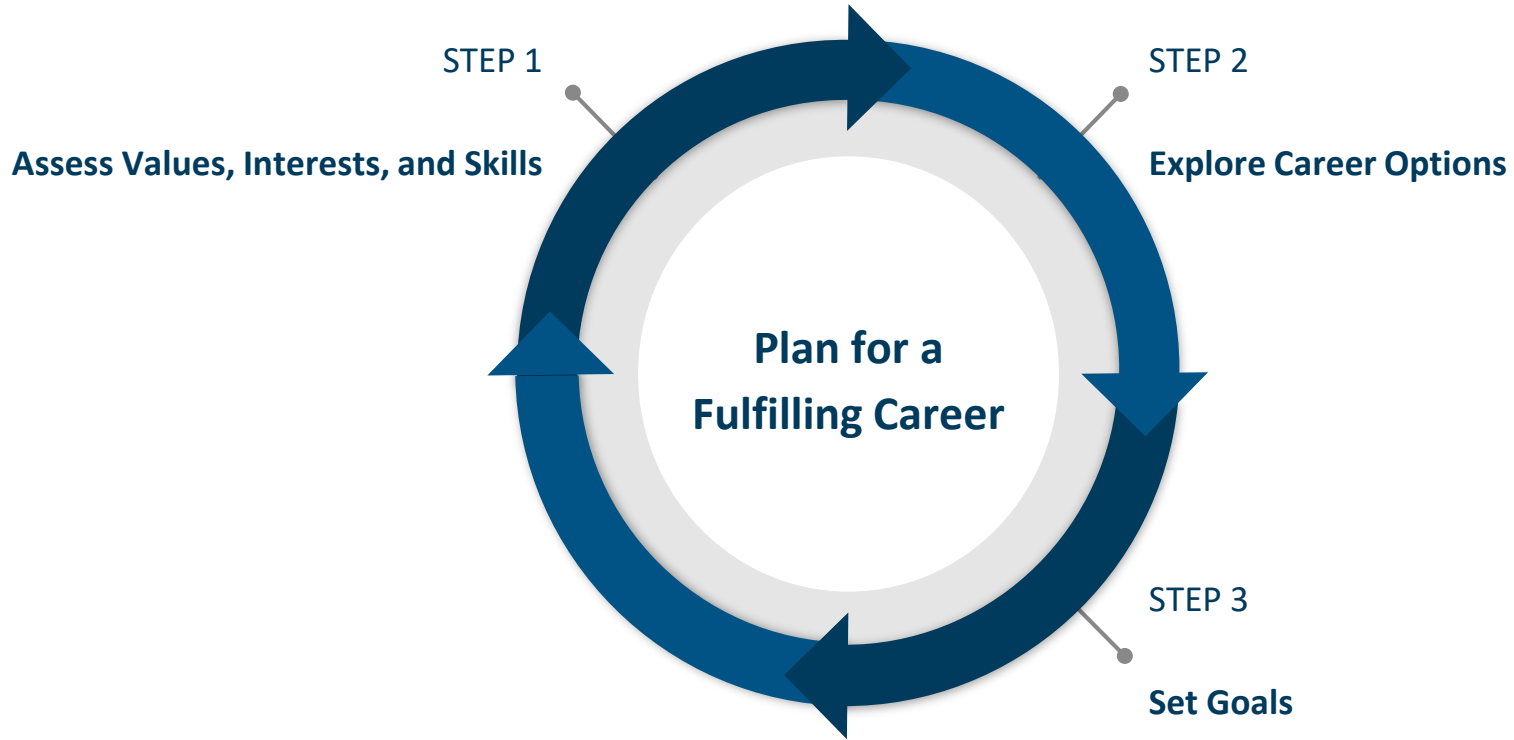 STEP 1
Assess Values, Interests, and Skills
STEP 2
Explore Career Options
Plan for a
Fulfilling Career
STEP 3
Set Goals